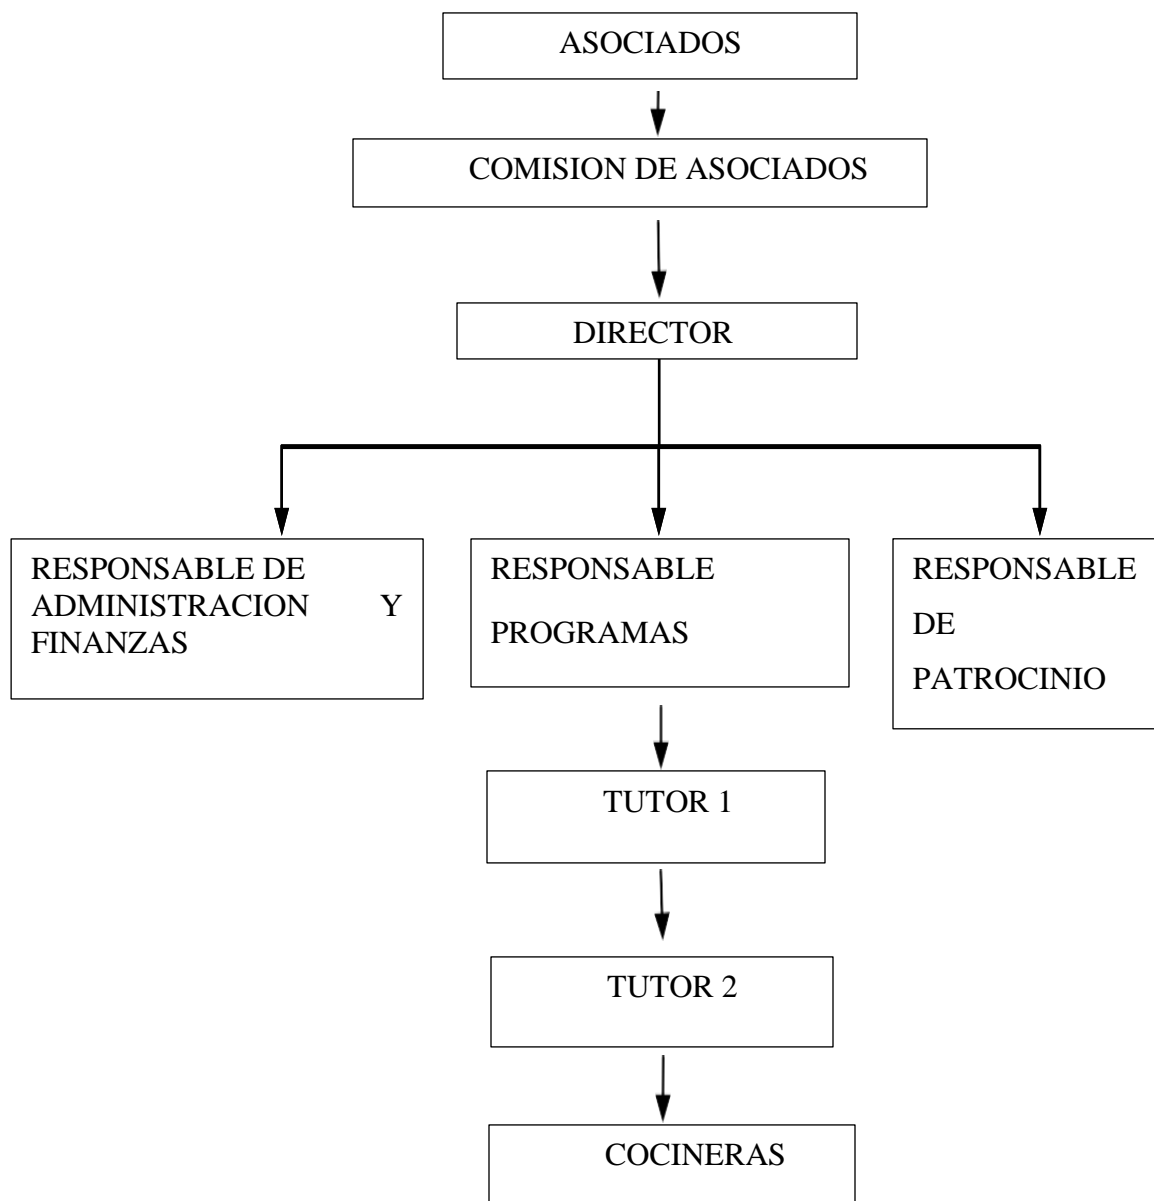 ASOCIADOS
COMISION DE ASOCIADOS
DIRECTOR
RESPONSABLE DE
ADMINISTRACION Y
FINANZAS
RESPONSABLE
PROGRAMAS
RESPONSABLE
DE
PATROCINIO
TUTOR 1
TUTOR 2
COCINERAS